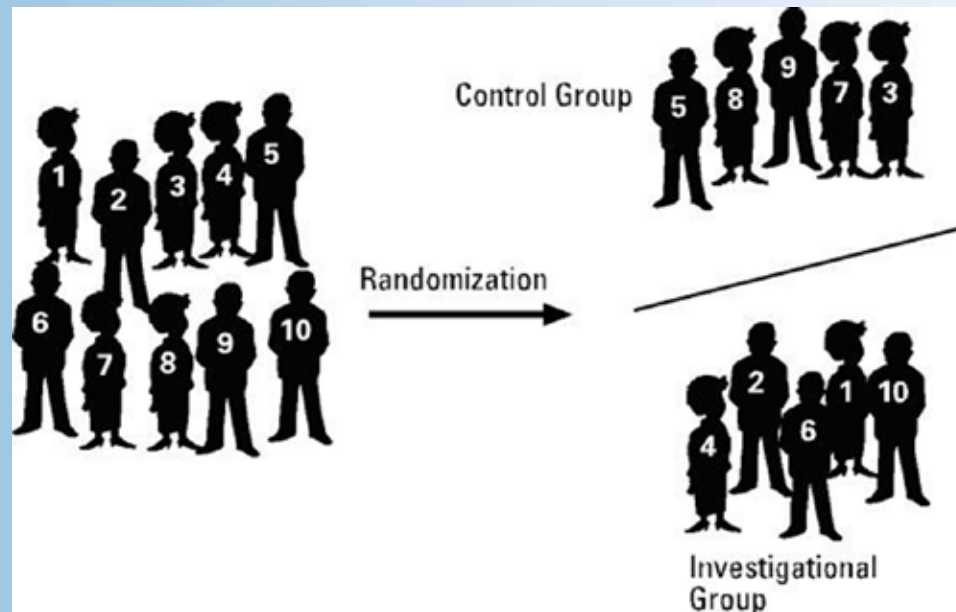 Control Group
5 8 9 7 3
1 2 3 4 5
Randomization
6 7 8 9 10
4 2 6 1 10
Investigational
Group